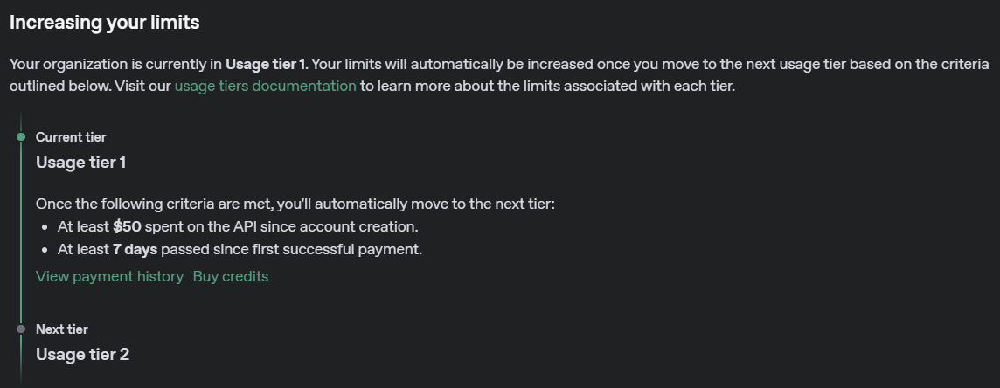 Increasing your limits
Your organization is currently in Usage tier 1. Your limits will automatically be increased once you move to the next usage tier based on the criteria
outlined below. Visit our usage tiers documentation to learn more about the limits associated with each tier.
Current tier
Usage tier 1
Once the following criteria are met, you'll automatically move to the next tier:
• At least $50 spent on the API since account creation.
• At least 7 days passed since first successful payment.
View payment history Buy credits
Next tier
Usage tier 2